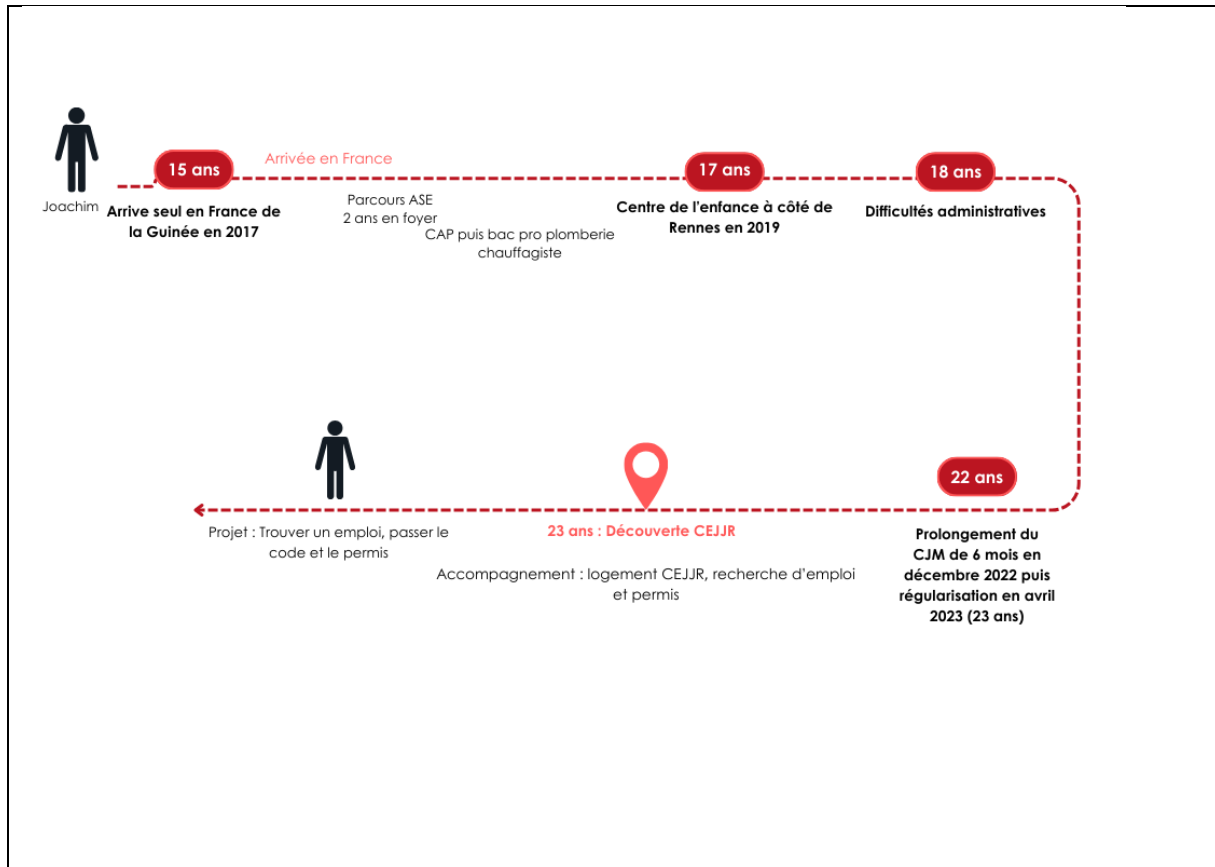 15 ans
Arrivée en France
17 ans
18 ans
Joachim
Arrive seul en France de
la Guinée en 2017
Parcours ASE
2 ans en foyer
CAP puis bac pro plomberie
chauffagiste
Centre de l'enfance à côté de
Rennes en 2019
Difficultés administratives
22 ans
Prolongement du
CJM de 6 mois en
décembre 2022 puis
régularisation en avril
2023 (23 ans)
23 ans : Découverte CEJJR
Accompagnement : logement CEJJR, recherche d'emploi
et permis
Projet : Trouver un emploi, passer le
code et le permis